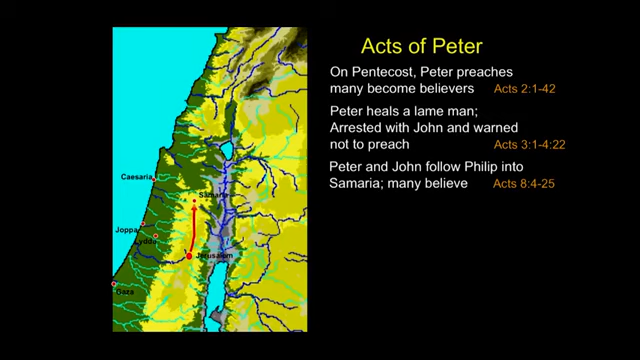 Acts of Peter
On Pentecost, Peter preaches
many become believers Acts 2:1-42
Peter heals a lame man;
Arrested with John and warned
not to preach Acts 3:1-4:22
Peter and John follow Philip into
Samaria; many believe Acts 8:4-25
Caesaria
Samaria
Joppa
Lydda
Jerusalem
Gaza